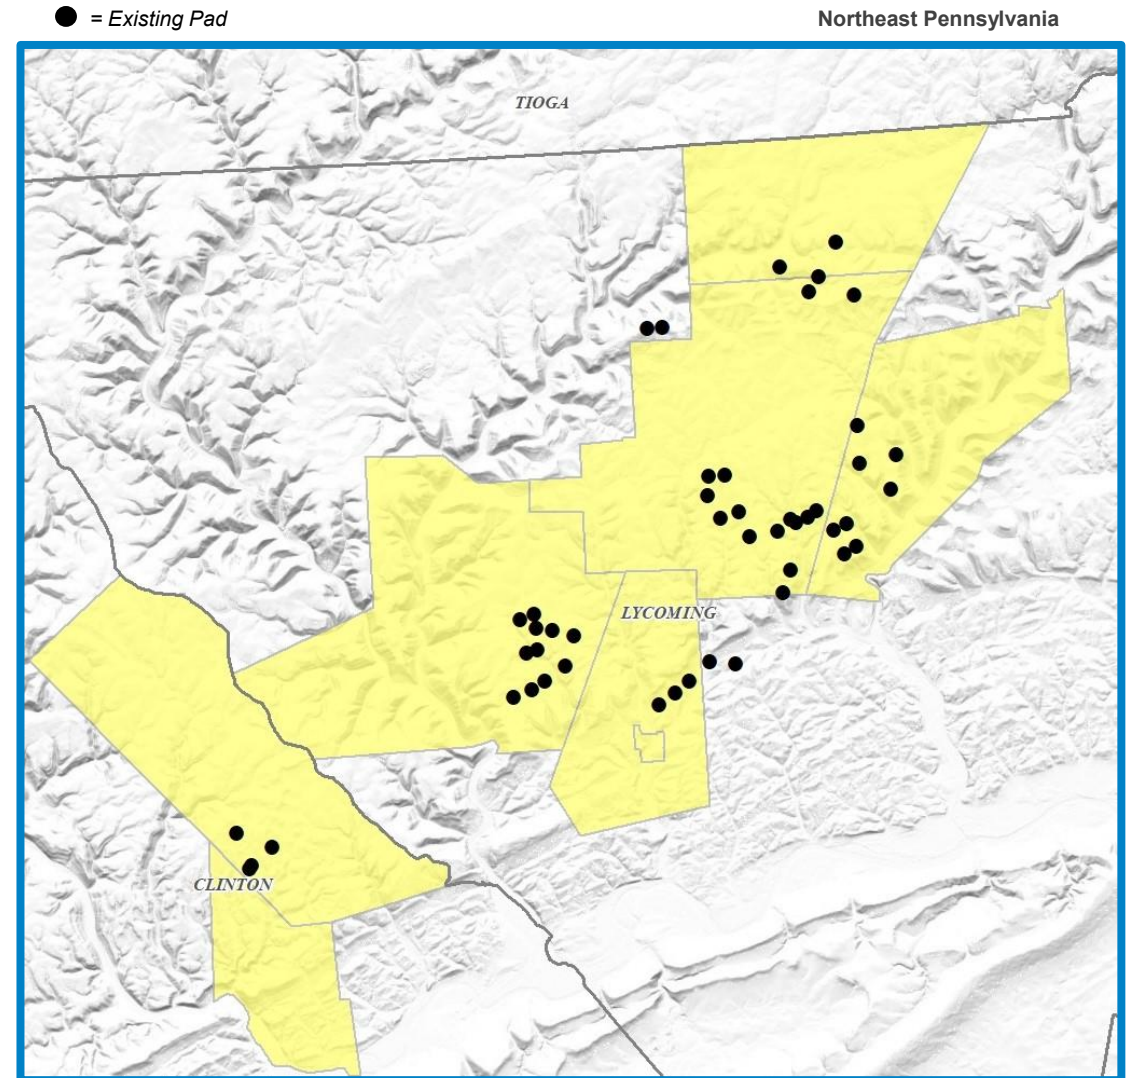 = Existing Pad
Northeast Pennsylvania
TIOGA
LYCOMING
CLINTON